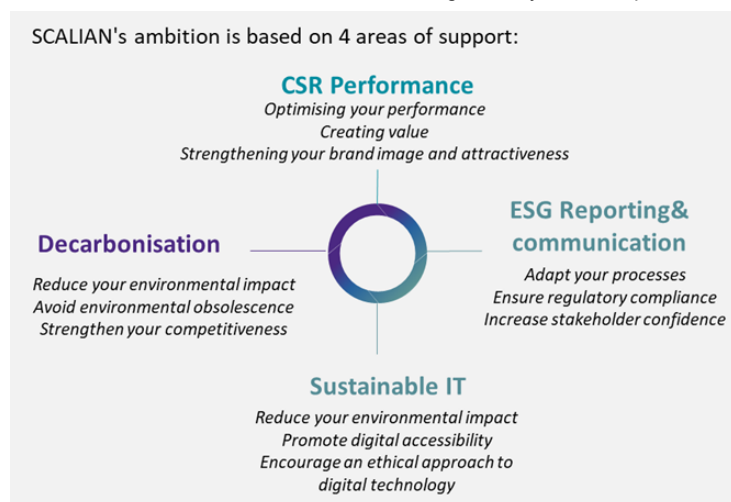 SCALIAN's ambition is based on 4 areas of support:
CSR Performance
Optimising your performance
Creating value
Strengthening your brand image and attractiveness
Decarbonisation
Reduce your environmental impact
Avoid environmental obsolescence
Strengthen your competitiveness
ESG Reporting&
communication
Adapt your processes
Ensure regulatory compliance
Increase stakeholder confidence
Sustainable IT
Reduce your environmental impact
Promote digital accessibility
Encourage an ethical approach to
digital technology